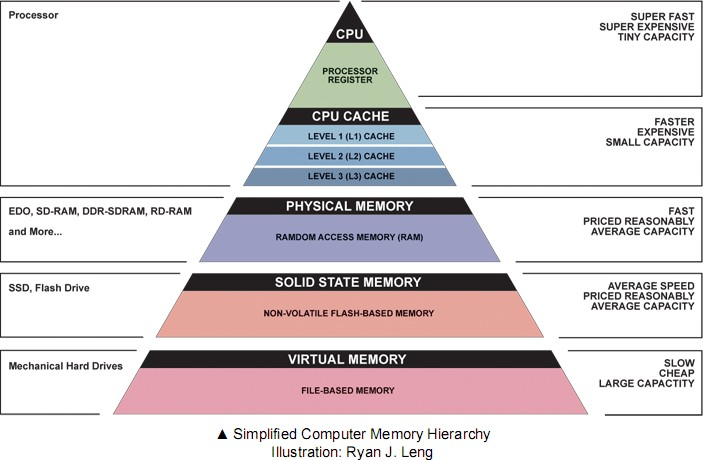 Processor
CPU
SUPER FAST
SUPER EXPENSIVE
TINY CAPACITY
PROCESSOR
REGISTER
CPU CACHE
LEVEL 1 (L1) CACHE
LEVEL 2 (L2) CACHE
LEVEL 3 (L3) CACHE
FASTER
EXPENSIVE
SMALL CAPACITY
EDO, SD-RAM, DDR-SDRAM, RD-RAM
and More...
PHYSICAL MEMORY
RAMDOM ACCESS MEMORY (RAM)
FAST
PRICED REASONABLY
AVERAGE CAPACITY
SSD, Flash Drive
SOLID STATE MEMORY
NON-VOLATILE FLASH-BASED MEMORY
AVERAGE SPEED
PRICED REASONABLY
AVERAGE CAPACITY
Mechanical Hard Drives
VIRTUAL MEMORY
FILE-BASED MEMORY
SLOW
CHEAP
LARGE CAPACTITY
▲ Simplified Computer Memory Hierarchy
Illustration: Ryan J. Leng